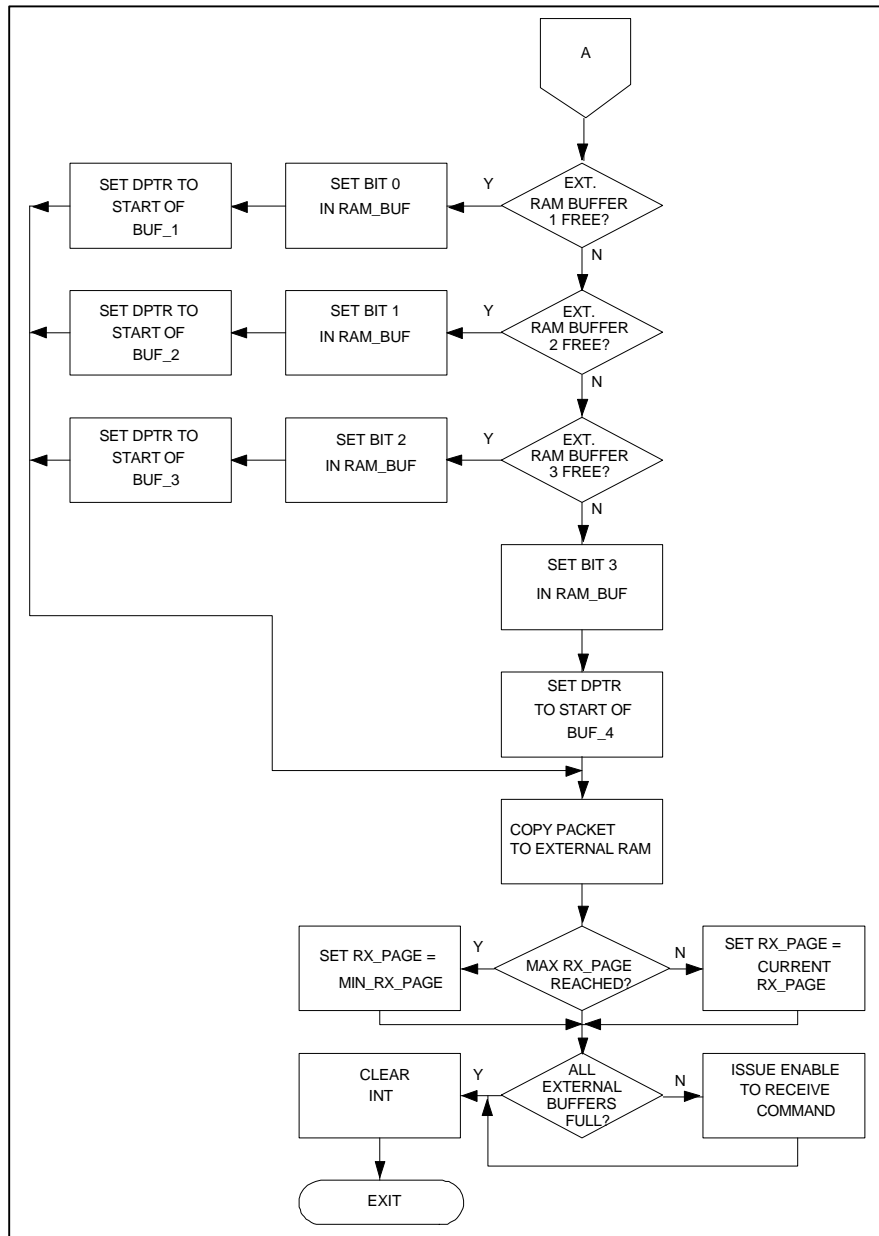 A
SET DPTR TO
START OF
BUF_1
SET BIT 0
IN RAM_BUF
Y
EXT.
RAM BUFFER
1 FREE?
N
SET DPTR TO
START OF
BUF_2
SET BIT 1
IN RAM_BUF
Y
EXT.
RAM BUFFER
2 FREE?
N
SET DPTR TO
START OF
BUF_3
SET BIT 2
IN RAM_BUF
Y
EXT.
RAM BUFFER
3 FREE?
N
SET BIT 3
IN RAM_BUF
SET DPTR
TO START OF
BUF_4
COPY PACKET
TO EXTERNAL RAM
SET RX_PAGE =
MIN_RX_PAGE
Y
MAX RX_PAGE
REACHED?
N
SET RX_PAGE =
CURRENT
RX_PAGE
CLEAR
INT
Y
ALL
EXTERNAL
BUFFERS
FULL?
N
ISSUE ENABLE
TO RECEIVE
COMMAND
EXIT